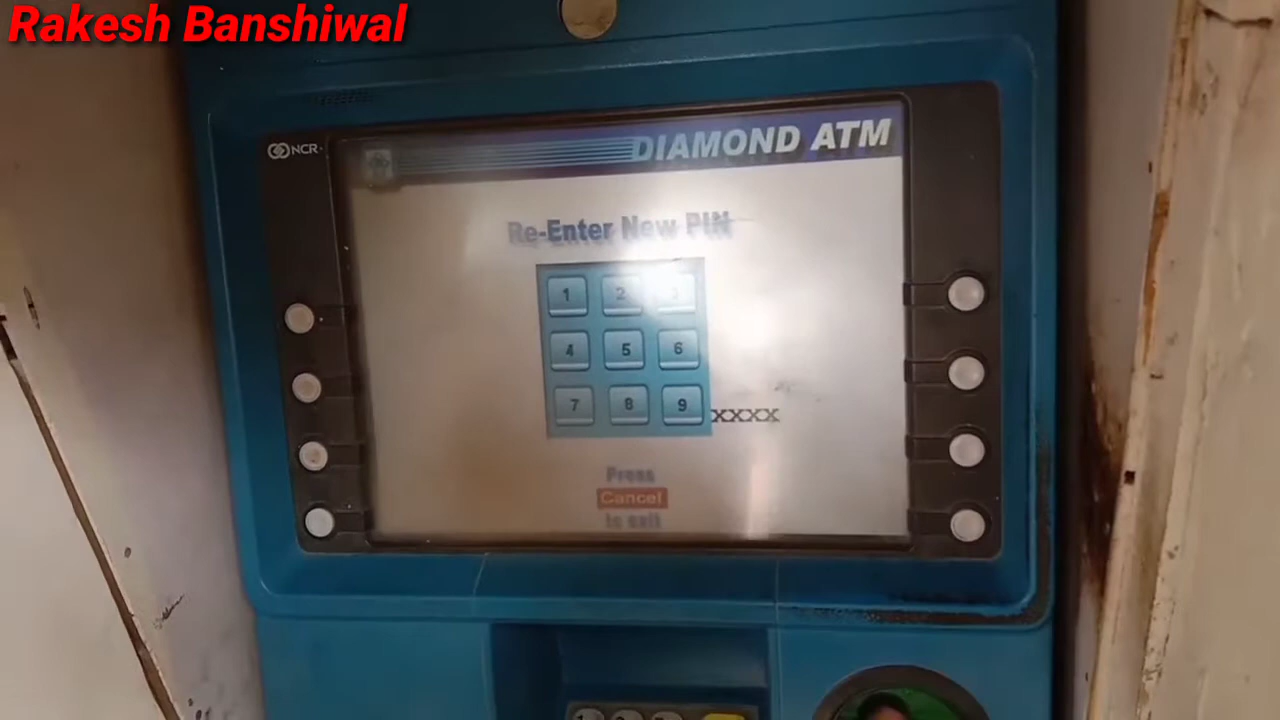 Rakesh Banshiwal
NCR
DIAMOND ATM
Re-Enter New PIN
1 2 3
4 5 6
7 8 9
XXXX
Press
Cancel
to exit